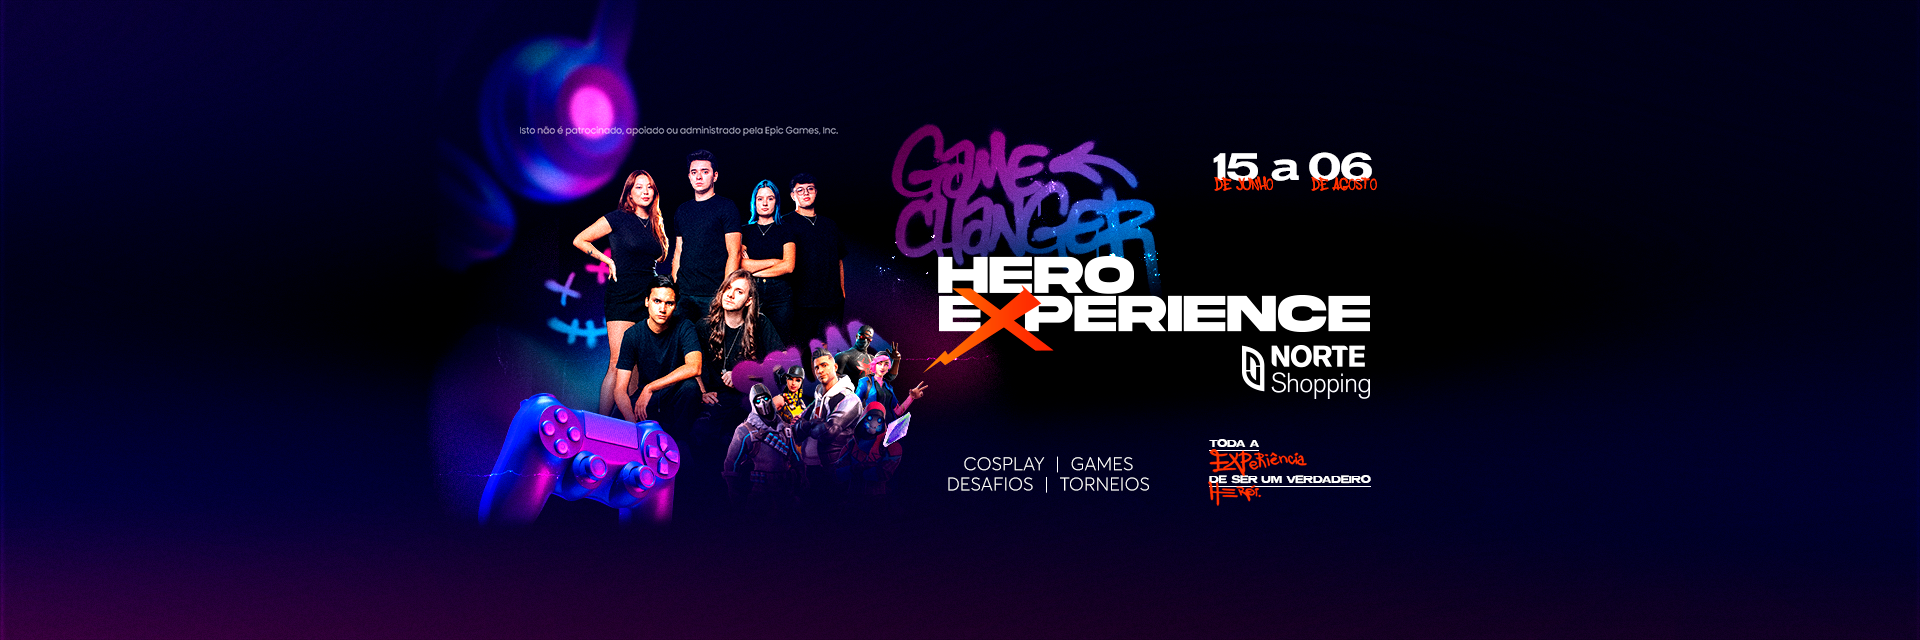 Isto não é patrocinado, apoiado ou administrado pela Epic Games, Inc.
GAME
CHANGER
HERO
EXPERIENCE
NORTE
Shopping
15 a 06
DE JUNHO DE AGOSTO
COSPLAY | GAMES
DESAFIOS | TORNEIOS
TODA A
EXPeriência
DE SER UM VERDADEIRO
HERÓI.